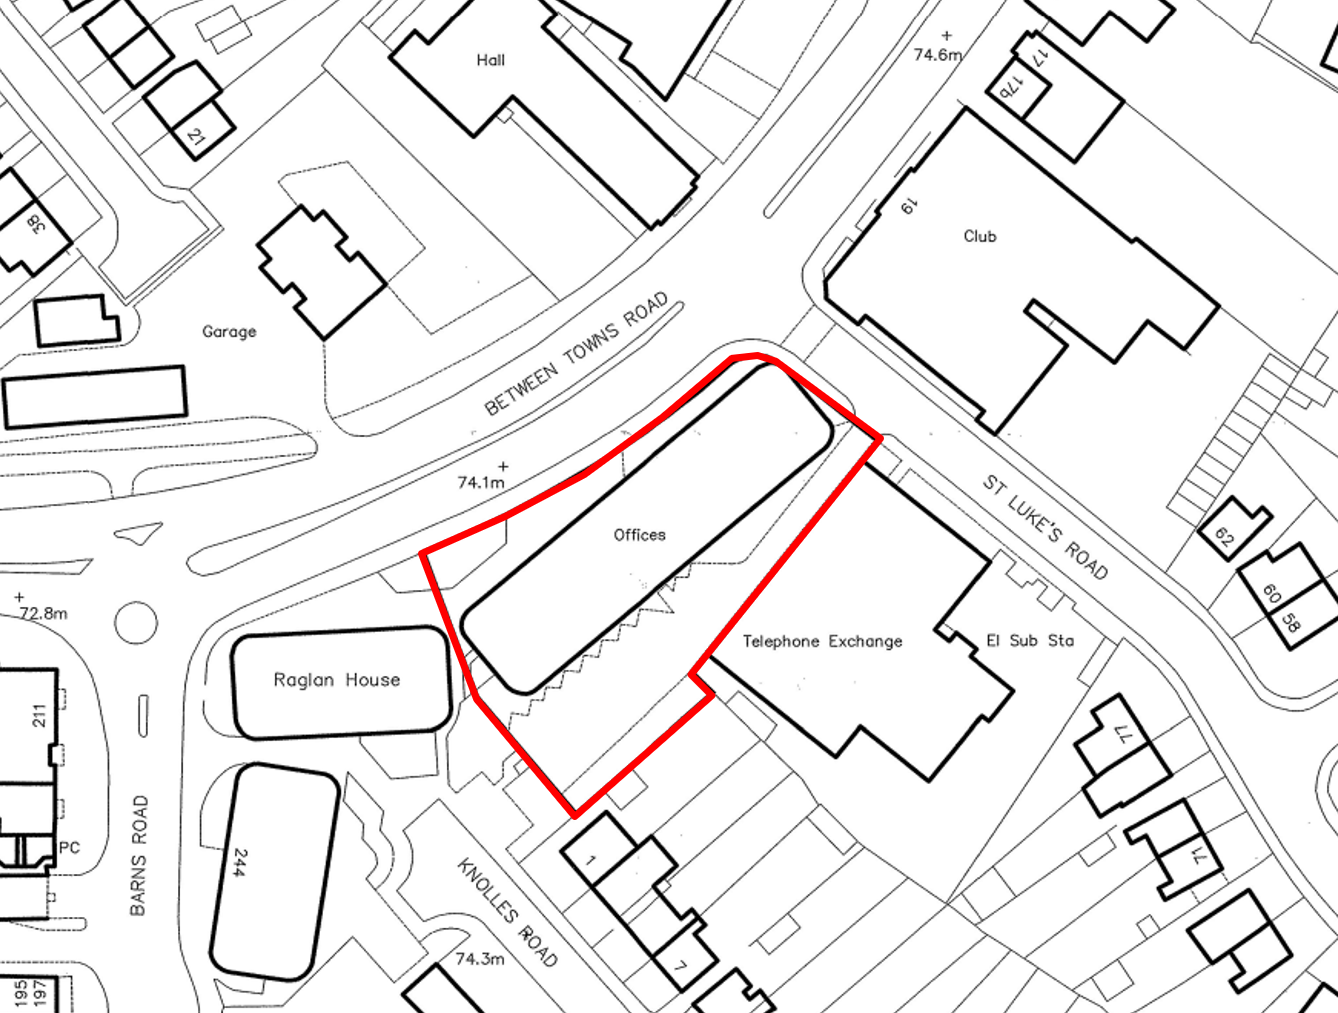 Hall
74.6m
17
17b
21
38
19
Club
Garage
BETWEEN TOWNS ROAD
74.1m
ST LUKE'S ROAD
Offices
62
60
58
72.8m
Telephone Exchange
El Sub Sta
Raglan House
211
77
PC
BARNS ROAD
244
1
KNOLLES ROAD
71
7
74.3m
195
197